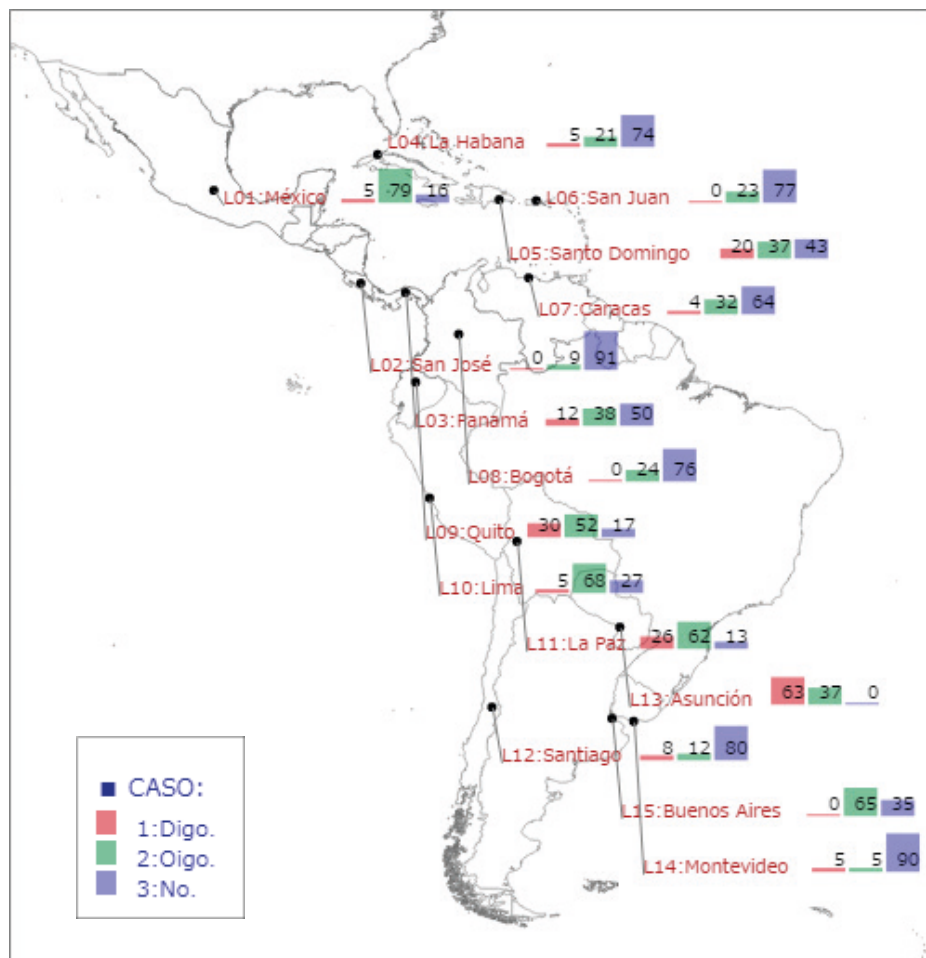 L04:La Habana 5 21 74
L01:México 5 79 16
L06:San Juan 0 23 77
L05:Santo Domingo 20 37 43
L07:Caracas 4 32 64
L02:San José 0 9 91
L03:Panamá 12 38 50
L08:Bogotá 0 24 76
L09:Quito 30 52 17
L10:Lima 5 68 27
L11:La Paz 26 62 13
L13:Asunción 63 37 0
L12:Santiago 8 12 80
L15:Buenos Aires 0 65 35
L14:Montevideo 5 5 90
CASO:
1:Digo.
2:Oigo.
3:No.